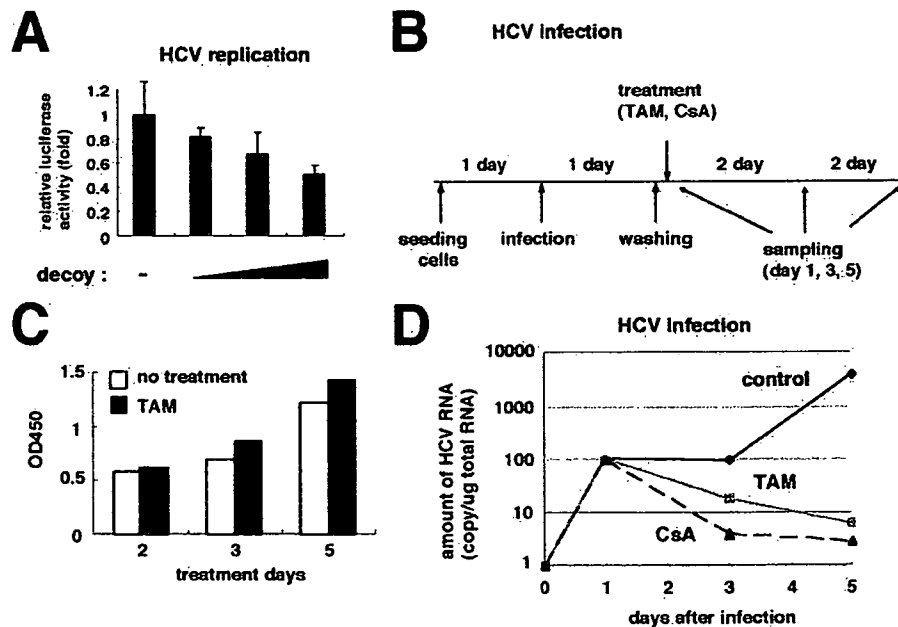 A
HCV replication
relative luciferase
activity (fold)
1.2
1
0.8
0.6
0.4
0.2
0
decoy : -
B
HCV infection
treatment
(TAM, CsA)
1 day 1 day 2 day 2 day
seeding
cells
infection
washing
sampling
(day 1, 3, 5)
C
OD450
1.5
1
0.5
0
no treatment
TAM
2 3 5
treatment days
D
HCV infection
amount of HCV RNA
(copy/ug total RNA)
10000
1000
100
10
1
control
TAM
CsA
0 1 2 3 4 5
days after infection